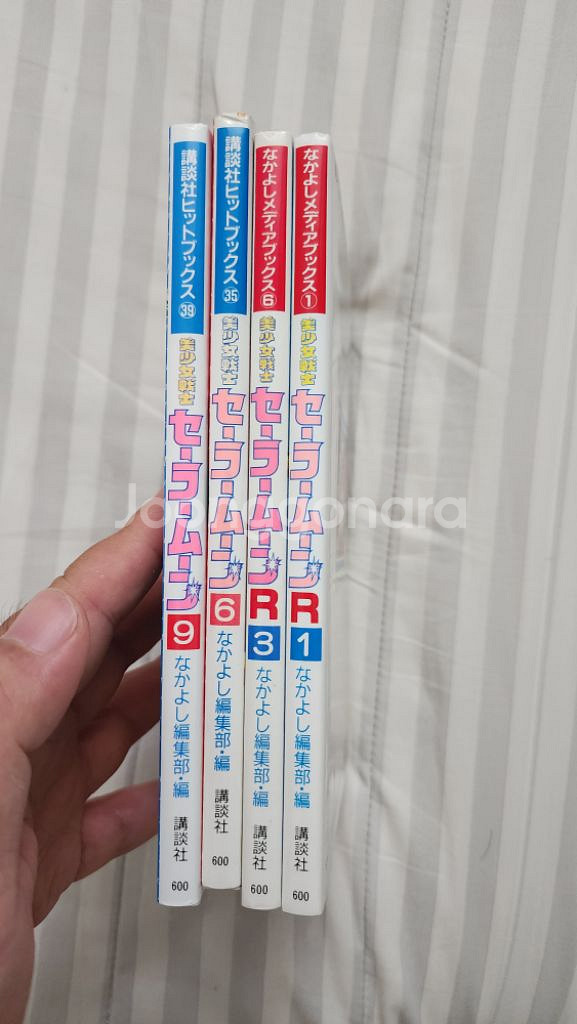 講談社ヒットブックス㊴
美少女戦士
セーラームーン
9
なかよし編集部・編
講談社
600
講談社ヒットブックス㉟
美少女戦士
セーラームーン
6
なかよし編集部・編
講談社
600
なかよしメディアブックス⑥
美少女戦士
セーラームーンR
3
なかよし編集部・編
講談社
600
なかよしメディアブックス①
美少女戦士
セーラームーンR
1
なかよし編集部・編
講談社
600
Joonggonara